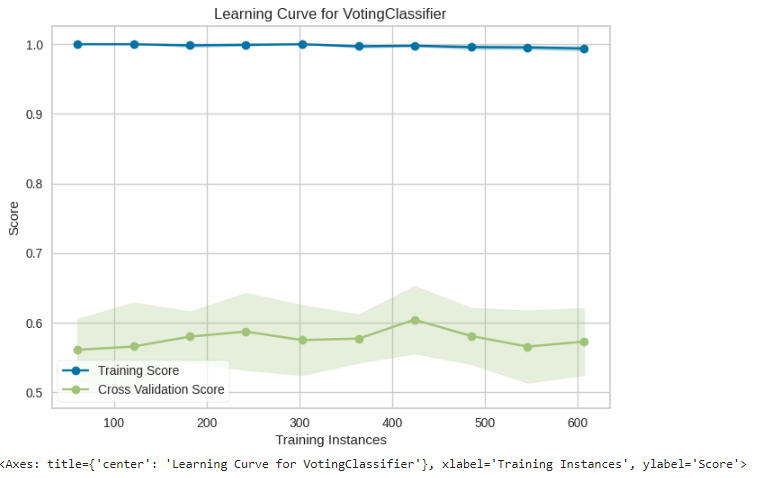 Learning Curve for VotingClassifier
1.0
0.9
0.8
0.7
0.6
0.5
Score
Training Score
Cross Validation Score
100 200 300 400 500 600
Training Instances
<Axes: title={'center': 'Learning Curve for VotingClassifier'}, xlabel='Training Instances', ylabel='Score'>